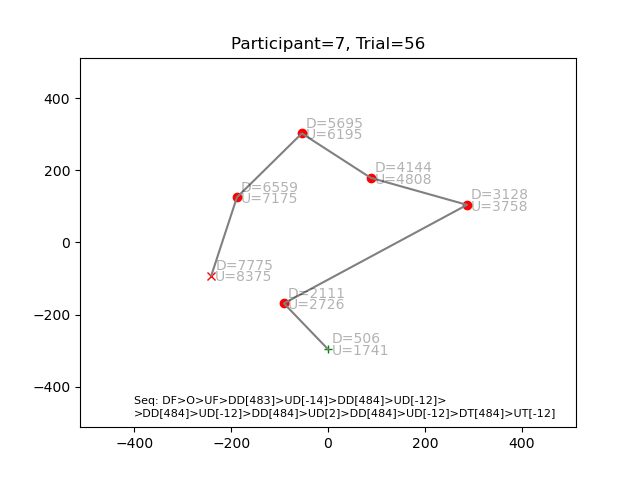 Participant=7, Trial=56
400
200
0
−200
−400
−400
−200
0
200
400
D=5695
U=6195
D=4144
U=4808
D=6559
U=7175
D=3128
U=3758
D=7775
U=8375
D=2111
U=2726
D=506
U=1741
Seq: DF>O>UF>DD[483]>UD[-14]>DD[484]>UD[-12]>
>DD[484]>UD[-12]>DD[484]>UD[2]>DD[484]>UD[-12]>DT[484]>UT[-12]